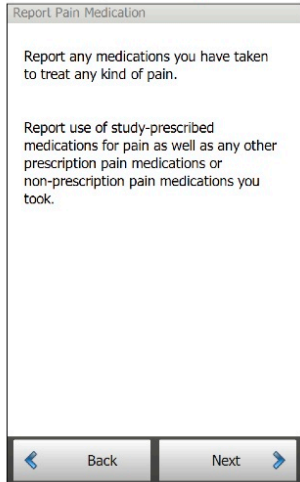 Report Pain Medication
Report any medications you have taken
to treat any kind of pain.
Report use of study-prescribed
medications for pain as well as any other
prescription pain medications or
non-prescription pain medications you
took.
Back
Next